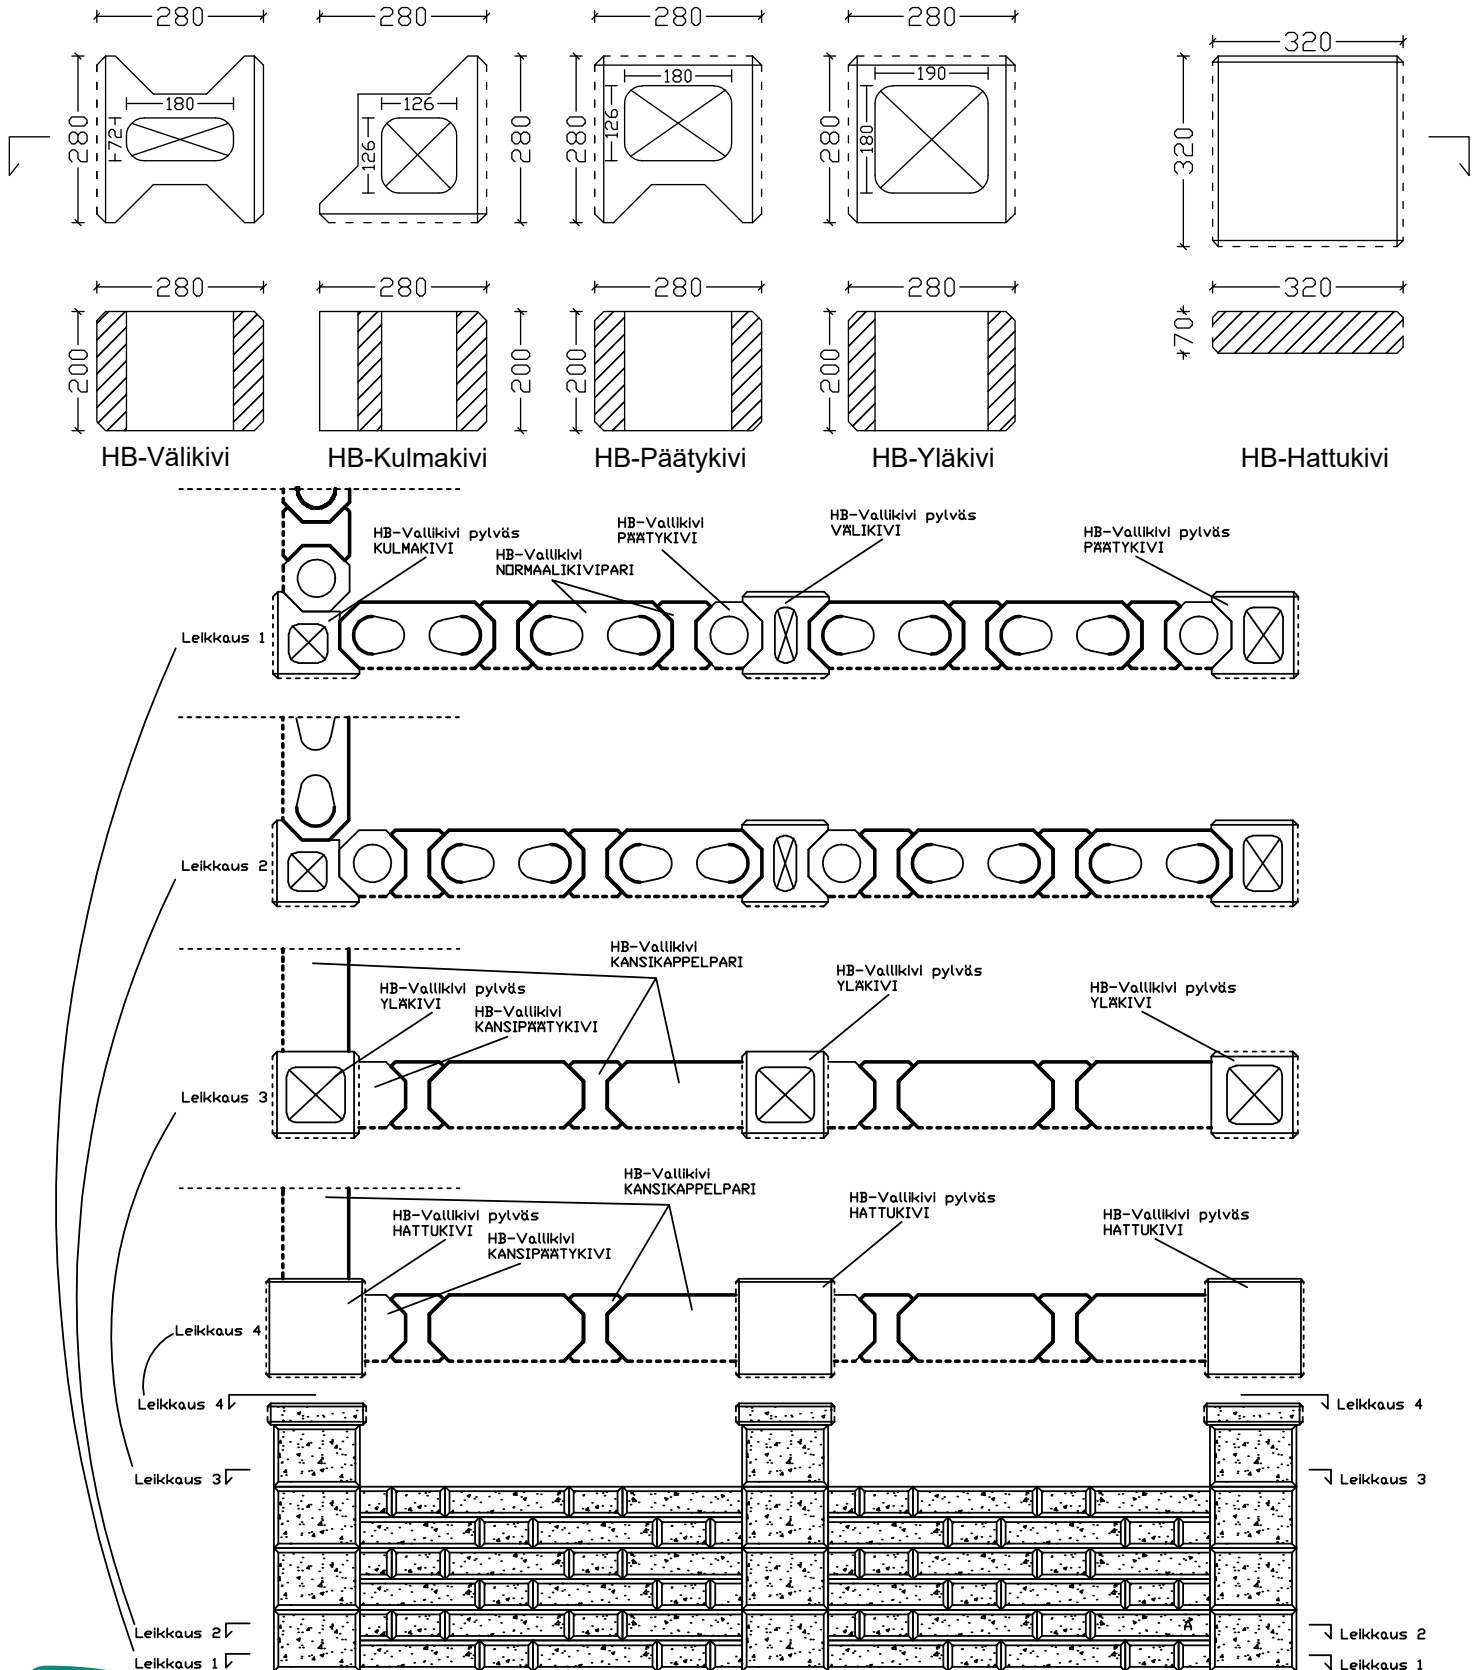 280 280 280 280 320
280 180 72
126 126 280
280 180 126
280 190 180
320
280 280 280 280 320
200 200 200 200 70
HB-Välikivi HB-Kulmakivi HB-Päätykivi HB-Yläkivi HB-Hattukivi
HB-Vallikivi pylväs
KULMAKIVI
HB-Vallikivi
NORMAALIKIVIPARI
HB-Vallikivi
PÄÄTYKIVI
HB-Vallikivi pylväs
VÄLIKIVI
HB-Vallikivi pylväs
PÄÄTYKIVI
Leikkaus 1
Leikkaus 2
HB-Vallikivi
KANSIKAPPELPARI
HB-Vallikivi pylväs
YLÄKIVI
HB-Vallikivi
KANSIPÄÄTYKIVI
HB-Vallikivi pylväs
YLÄKIVI
HB-Vallikivi pylväs
YLÄKIVI
Leikkaus 3
HB-Vallikivi
KANSIKAPPELPARI
HB-Vallikivi pylväs
HATTUKIVI
HB-Vallikivi
KANSIPÄÄTYKIVI
HB-Vallikivi pylväs
HATTUKIVI
HB-Vallikivi pylväs
HATTUKIVI
Leikkaus 4
Leikkaus 4 Leikkaus 4
Leikkaus 3 Leikkaus 3
Leikkaus 2 Leikkaus 2
Leikkaus 1 Leikkaus 1